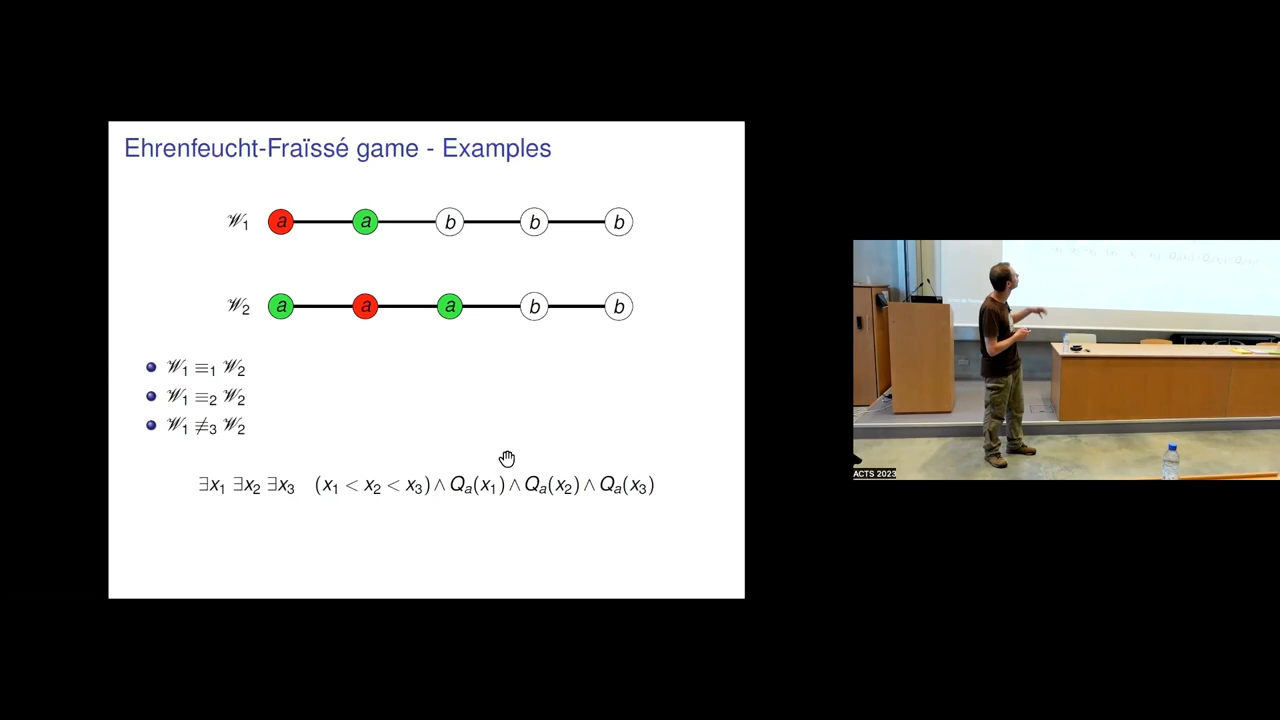 Ehrenfeucht-Fraïssé game - Examples
𝒲₁ a a b b b
𝒲₂ a a a b b
𝒲₁ ≡₁ 𝒲₂
𝒲₁ ≡₂ 𝒲₂
𝒲₁ ≢₃ 𝒲₂
∃x₁ ∃x₂ ∃x₃ (x₁ < x₂ < x₃) ∧ Qₐ(x₁) ∧ Qₐ(x₂) ∧ Qₐ(x₃)
ACTS 2023